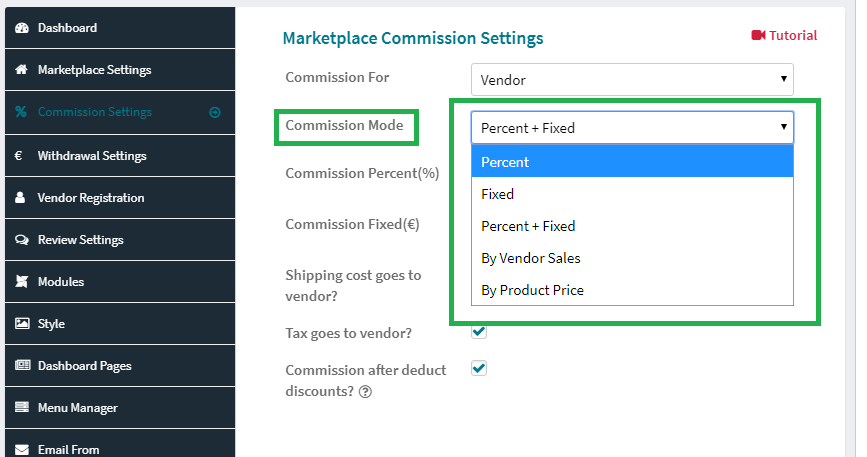 Dashboard
Marketplace Settings
Commission Settings
€ Withdrawal Settings
Vendor Registration
Review Settings
Modules
Style
Dashboard Pages
Menu Manager
Email From
Marketplace Commission Settings
Tutorial
Commission For
Vendor
Commission Mode
Percent + Fixed
Percent
Fixed
Percent + Fixed
By Vendor Sales
By Product Price
Commission Percent(%)
Commission Fixed(€)
Shipping cost goes to
vendor?
Tax goes to vendor?
Commission after deduct
discounts?